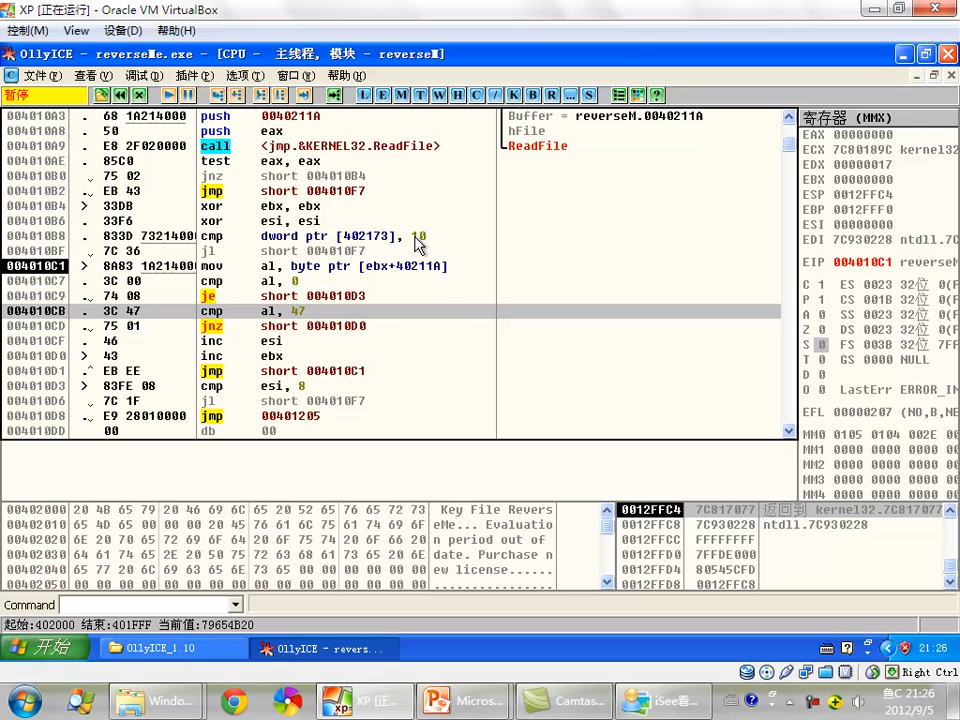 XP [正在运行] - Oracle VM VirtualBox
控制(M) View 设备(D) 帮助(H)
OllyICE - reverseMe.exe - [CPU - 主线程, 模块 - reverseM]
C 文件(F) 查看(V) 调试(D) 插件(P) 选项(T) 窗口(W) 帮助(H)
暂停 L E M T W H C / K B R ... S ?
004010A3 . 68 1A214000 push 0040211A Buffer = reverseM.0040211A
004010A8 . 50 push eax hFile
004010A9 . E8 2F020000 call <jmp.&KERNEL32.ReadFile> ReadFile
004010AE . 85C0 test eax, eax
004010B0 . 75 02 jnz short 004010B4
004010B2 . EB 43 jmp short 004010F7
004010B4 > 33DB xor ebx, ebx
004010B6 . 33F6 xor esi, esi
004010B8 . 833D 7321400 cmp dword ptr [402173], 10
004010BF . 7C 36 jl short 004010F7
004010C1 > 8A83 1A214000 mov al, byte ptr [ebx+40211A]
004010C7 . 3C 00 cmp al, 0
004010C9 . 74 08 je short 004010D3
004010CB . 3C 47 cmp al, 47
004010CD . 75 01 jnz short 004010D0
004010CF . 46 inc esi
004010D0 > 43 inc ebx
004010D1 .^ EB EE jmp short 004010C1
004010D3 > 83FE 08 cmp esi, 8
004010D6 . 7C 1F jl short 004010F7
004010D8 . E9 28010000 jmp 00401205
004010DD 00 db 00
寄存器 (MMX)
EAX 00000000
ECX 7C80189C kernel32
EDX 00000017
EBX 00000000
ESP 0012FFC4
EBP 0012FFF0
ESI 00000000
EDI 7C930228 ntdll.7
EIP 004010C1 reverseM
C 1 ES 0023 32位 0(F
P 1 CS 001B 32位 0(F
A 0 SS 0023 32位 0(F
Z 0 DS 0023 32位 0(F
S 0 FS 003B 32位 7FF
T 0 GS 0000 NULL
D 0
O 0 LastErr ERROR_IN
EFL 00000207 (NO,B,NE
MM0 0105 0104 002E 00
MM1 0000 0000 0000 00
MM2 0000 0000 0000 00
MM3 0000 0000 0000 00
MM4 0000 0000 0000 00
00402000 20 4B 65 79 20 46 69 6C 65 20 52 65 76 65 72 73 Key File Revers
00402010 65 4D 65 00 00 00 20 45 76 61 6C 75 61 74 69 6F eMe... Evaluatio
00402020 6E 20 70 65 72 69 6F 64 20 6F 75 74 20 6F 66 20 n period out of
00402030 64 61 74 65 2E 20 50 75 72 63 68 61 73 65 20 6E date. Purchase n
00402040 65 77 20 6C 69 63 65 6E 73 65 00 00 00 00 00 00 ew license......
00402050 00 00 00 00 00 00 00 00 00 00 00 00 00 00 00 00 ................
0012FFC4 7C817077 返回到 kernel32.7C817077
0012FFC8 7C930228 ntdll.7C930228
0012FFCC FFFFFFFF
0012FFD0 7FFDE000
0012FFD4 80545CFD
0012FFD8 0012FFC8
Command
起始:402000 结束:401FFF 当前值:79654B20
开始 OllyICE_1.10 OllyICE - revers... 21:26
Right Ctrl
Windo... XP [正... Micros... Camtas... iSee看... 鱼C 21:26
2012/9/5